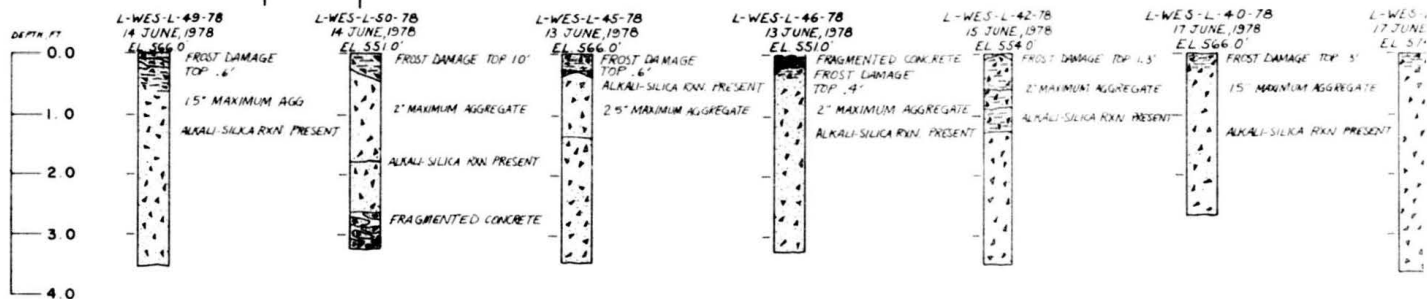 DEPTH, FT
0.0
1.0
2.0
3.0
4.0
L-WES-L-49-78
14 JUNE, 1978
EL 566.0'
FROST DAMAGE
TOP .6'
1.5" MAXIMUM AGG
ALKALI-SILICA RXN PRESENT
L-WES-L-50-78
14 JUNE, 1978
EL 551.0'
FROST DAMAGE TOP 1.0'
2" MAXIMUM AGGREGATE
ALKALI-SILICA RXN PRESENT
FRAGMENTED CONCRETE
L-WES-L-45-78
13 JUNE, 1978
EL 566.0'
FROST DAMAGE
TOP .6'
ALKALI-SILICA RXN. PRESENT
2.5" MAXIMUM AGGREGATE
L-WES-L-46-78
13 JUNE, 1978
EL 551.0'
FRAGMENTED CONCRETE
FROST DAMAGE
TOP .4'
2" MAXIMUM AGGREGATE
ALKALI-SILICA RXN. PRESENT
L-WES-L-42-78
15 JUNE, 1978
EL 554.0'
FROST DAMAGE TOP 1.3'
2" MAXIMUM AGGREGATE
ALKALI-SILICA RXN PRESENT
L-WES-L-40-78
17 JUNE, 1978
EL 566.0'
FROST DAMAGE TOP .3'
1.5" MAXIMUM AGGREGATE
ALKALI-SILICA RXN PRESENT
L-WES-
17 JUNE,